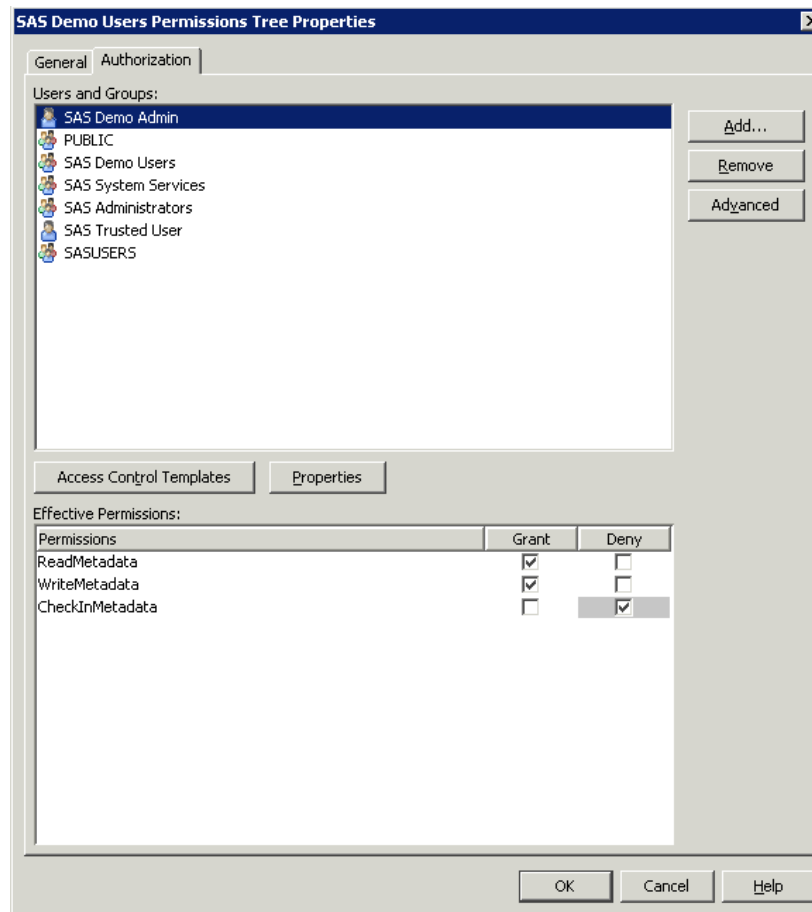 SAS Demo Users Permissions Tree Properties
General Authorization
Users and Groups:
SAS Demo Admin
PUBLIC
SAS Demo Users
SAS System Services
SAS Administrators
SAS Trusted User
SASUSERS
Add...
Remove
Advanced
Access Control Templates Properties
Effective Permissions:
Permissions Grant Deny
ReadMetadata
WriteMetadata
CheckInMetadata
OK Cancel Help